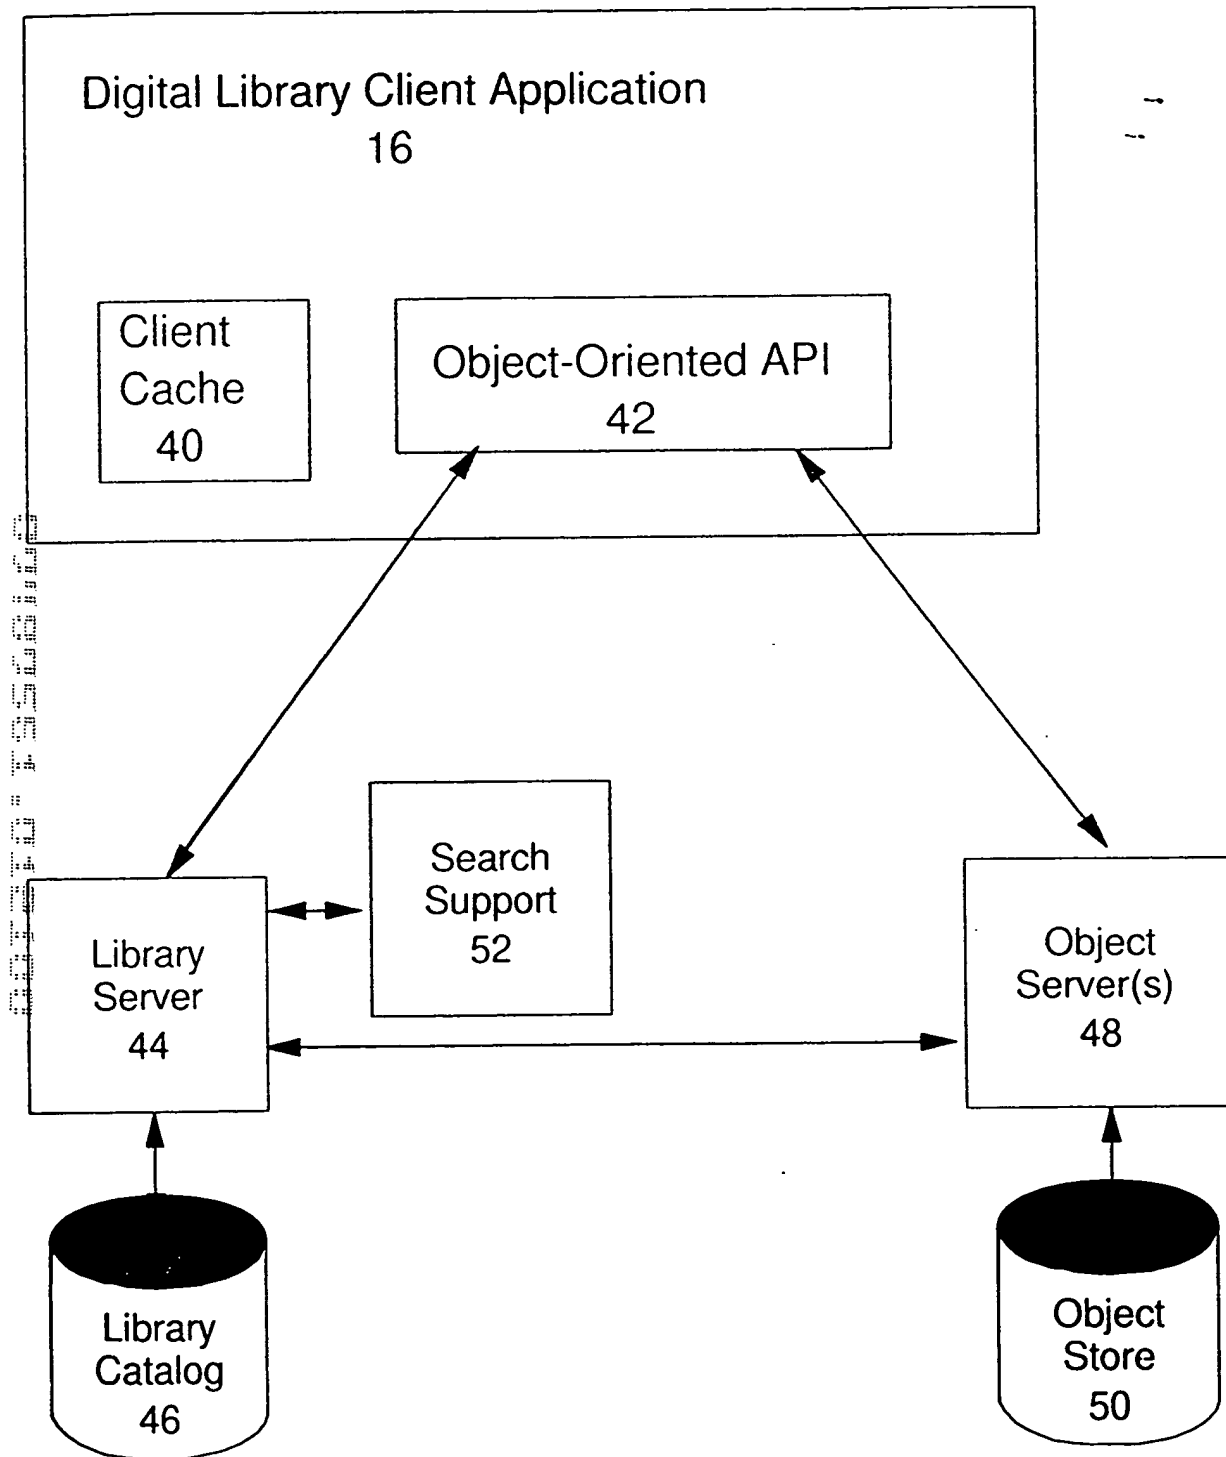 Digital Library Client Application
16
Client
Cache
40
Object-Oriented API
42
Search
Support
52
Library
Server
44
Object
Server(s)
48
Library
Catalog
46
Object
Store
50